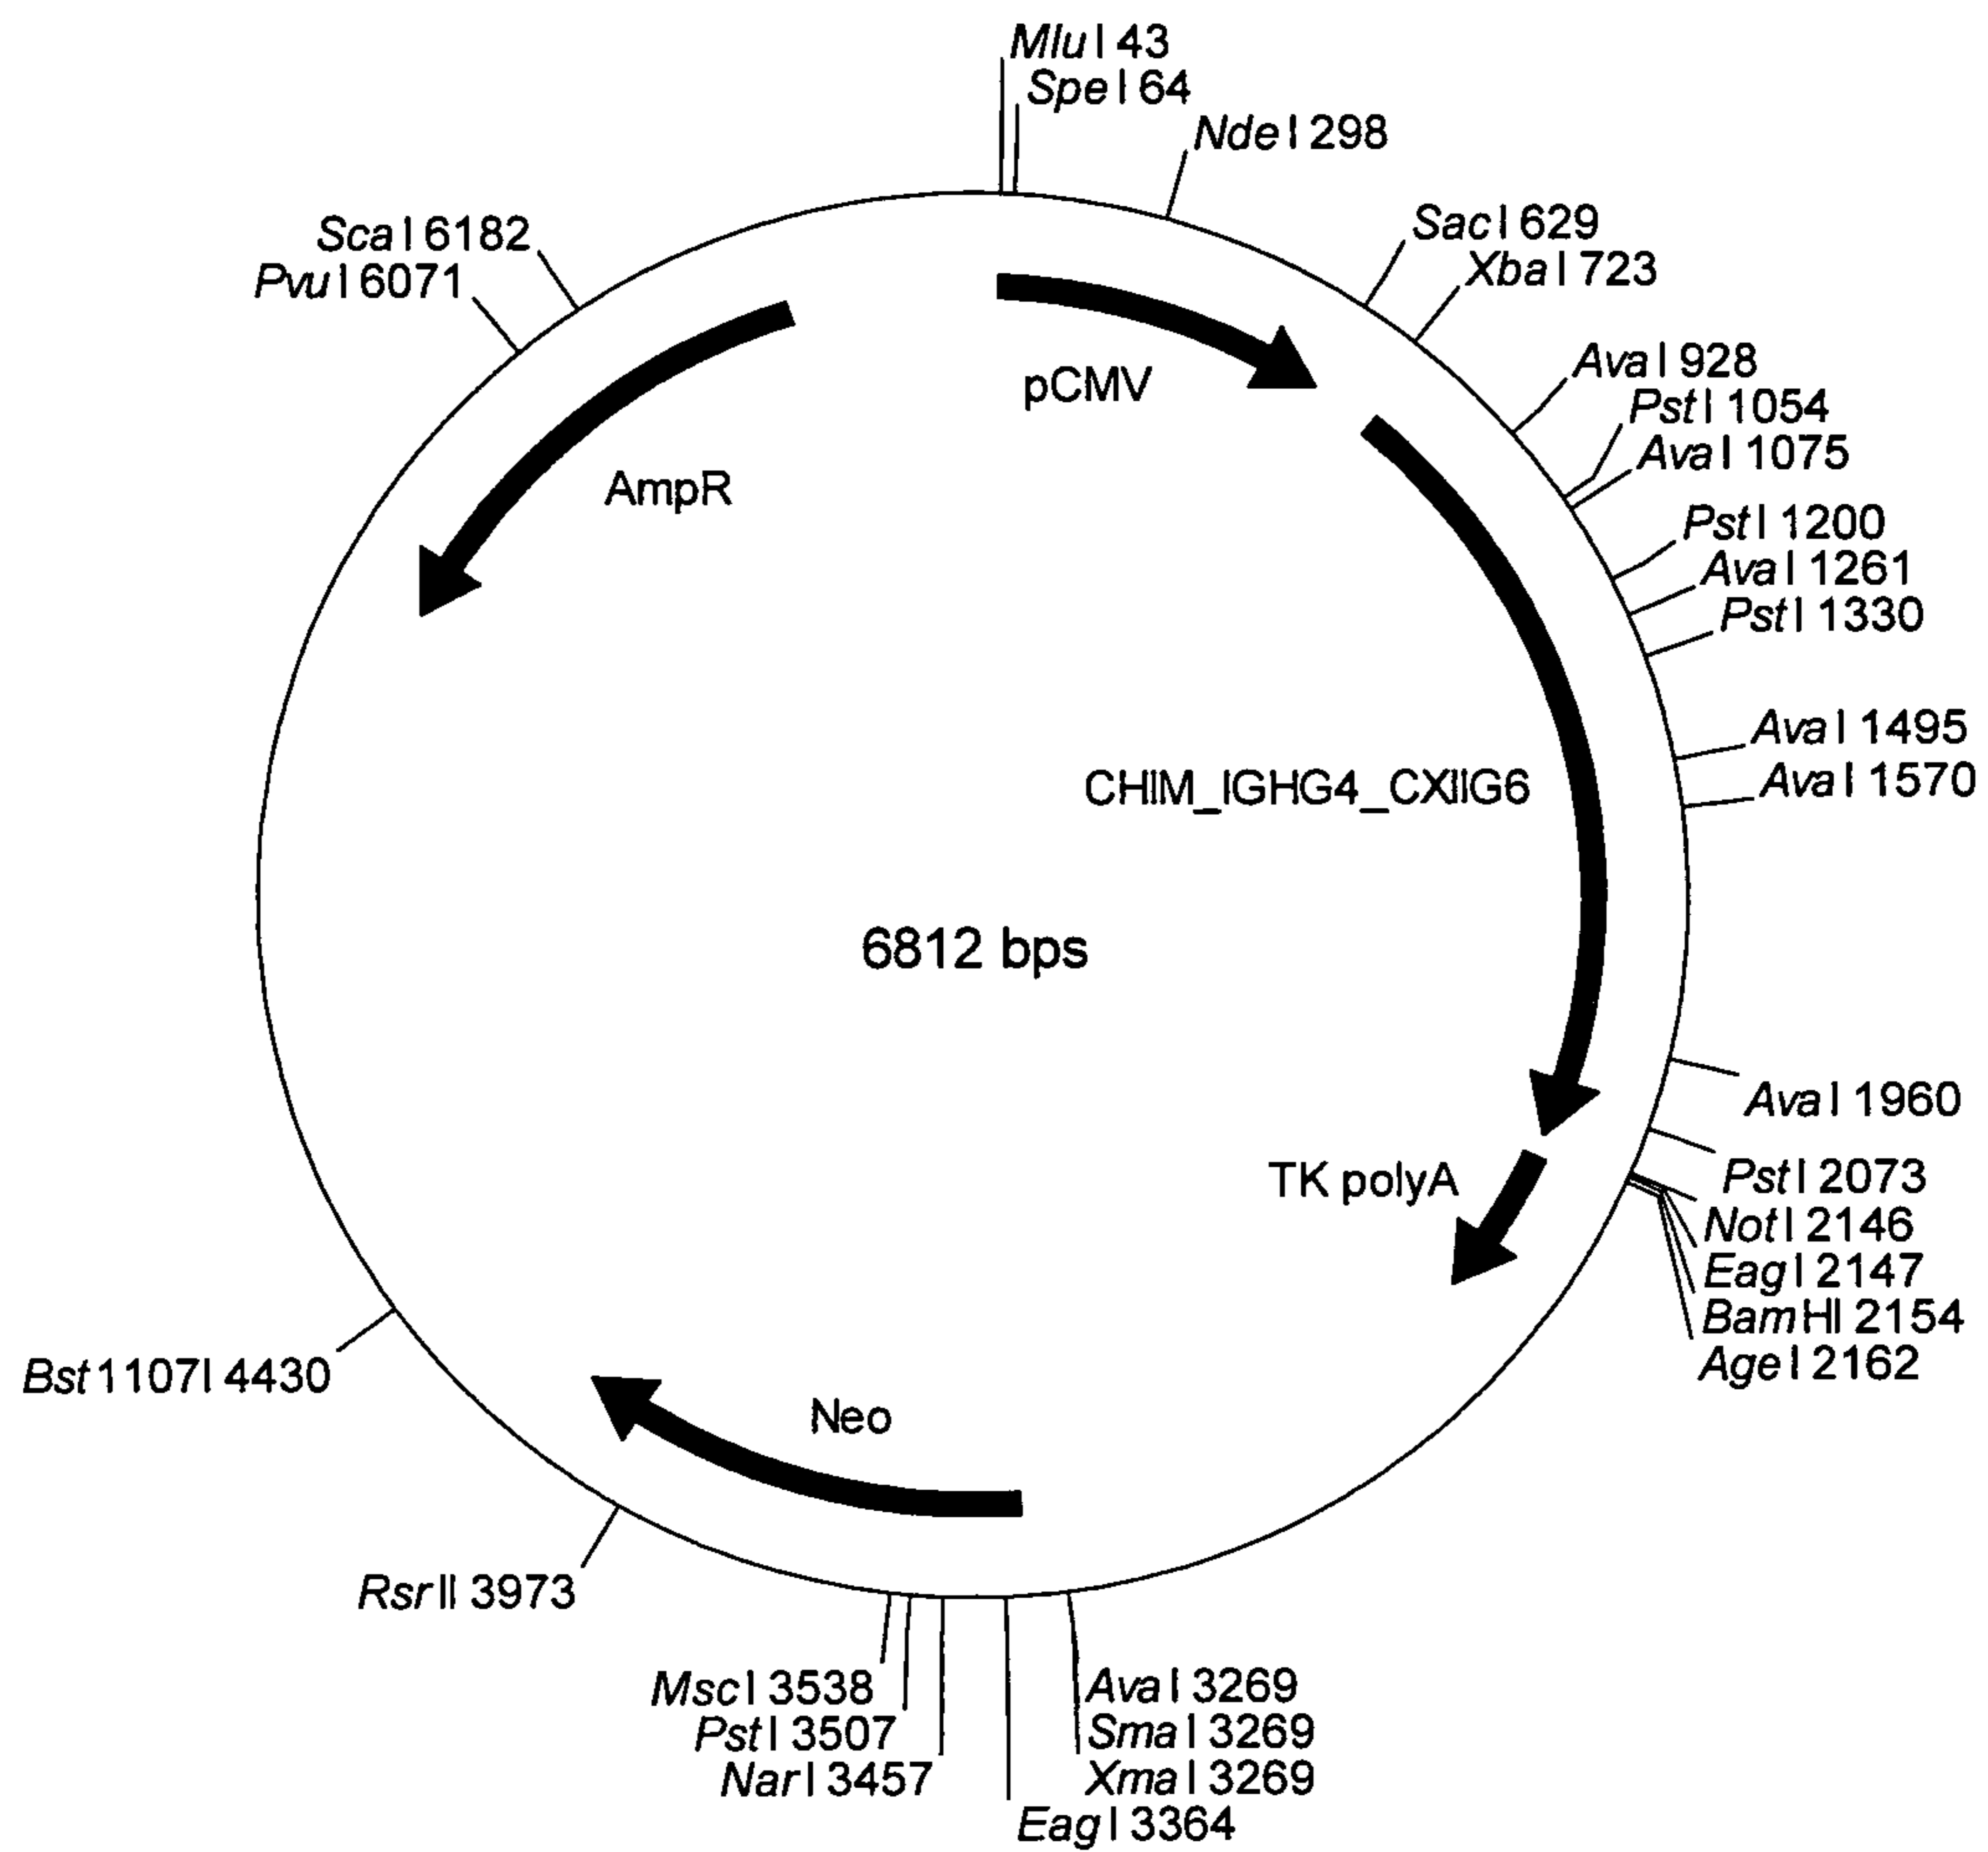 MluI 43
SpeI 64
NdeI 298
SacI 629
XbaI 723
AvaI 928
PstI 1054
AvaI 1075
PstI 1200
AvaI 1261
PstI 1330
AvaI 1495
AvaI 1570
AvaI 1960
PstI 2073
NotI 2146
EagI 2147
BamHI 2154
AgeI 2162
AvaI 3269
SmaI 3269
XmaI 3269
EagI 3364
NarI 3457
PstI 3507
MscI 3538
RsrII 3973
Bst1107I 4430
PvuI 6071
ScaI 6182
pCMV
CHIM_IGHG4_CXIIG6
TK polyA
Neo
AmpR
6812 bps